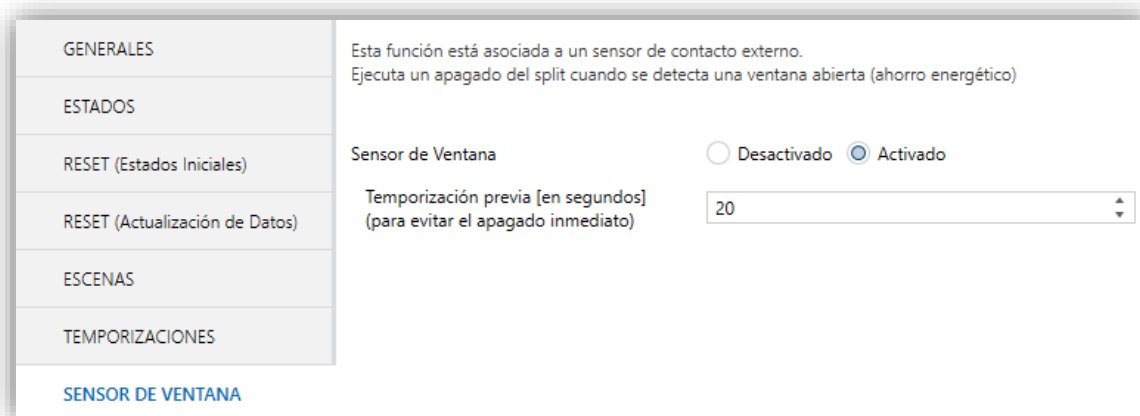 GENERALES
ESTADOS
RESET (Estados Iniciales)
RESET (Actualización de Datos)
ESCENAS
TEMPORIZACIONES
SENSOR DE VENTANA
Esta función está asociada a un sensor de contacto externo.
Ejecuta un apagado del split cuando se detecta una ventana abierta (ahorro energético)
Sensor de Ventana Desactivado Activado
Temporización previa [en segundos]
(para evitar el apagado inmediato)
20